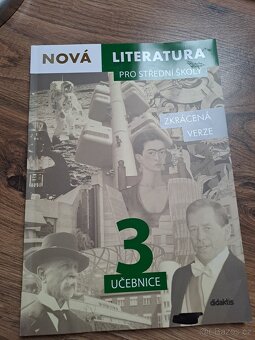 NOVÁ LITERATURA
PRO STŘEDNÍ ŠKOLY
ZKRÁCENÁ
VERZE
3
UČEBNICE
didaktis